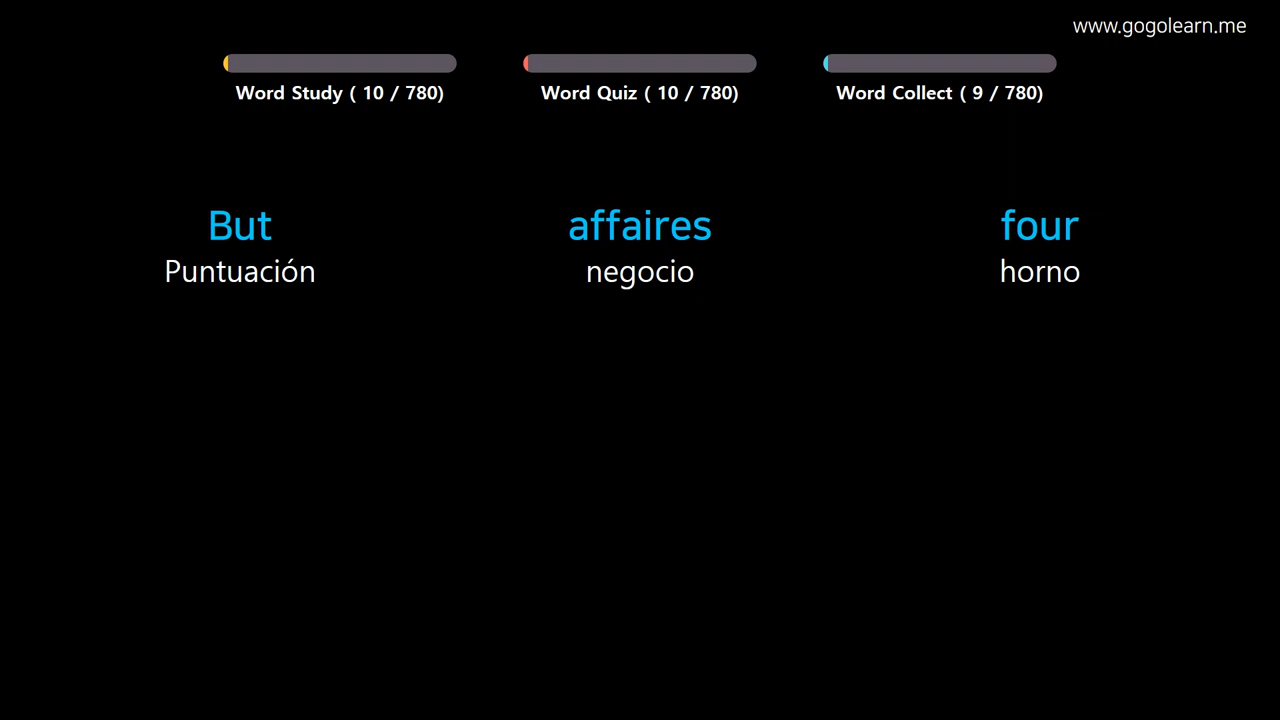 www.gogolearn.me
Word Study ( 10 / 780)
Word Quiz ( 10 / 780)
Word Collect ( 9 / 780)
But
Puntuación
affaires
negocio
four
horno